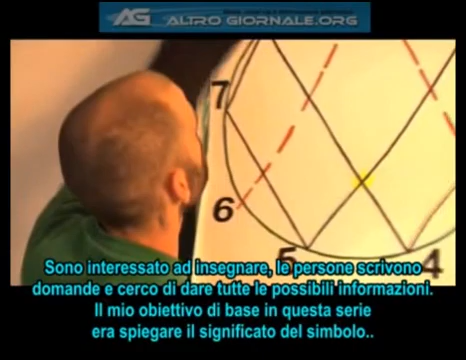 AG ALTRO GIORNALE.ORG
7
6
5
4
Sono interessato ad insegnare, le persone scrivono
domande e cerco di dare tutte le possibili informazioni.
Il mio obiettivo di base in questa serie
era spiegare il significato del simbolo..